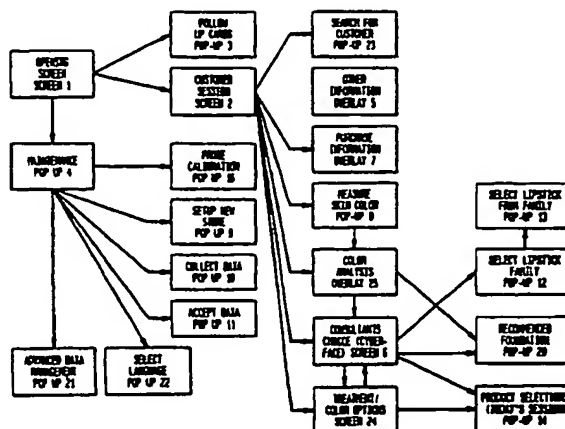 FOLLOW
UP CARDS
POP-UP 3
SEARCH FOR
CUSTOMER
POP-UP 23
OPENING
SCREEN
SCREEN 1
CUSTOMER
SESSION
SCREEN 2
OTHER
INFORMATION
OVERLAY 5
MAINTENANCE
POP UP 4
PROBE
CALIBRATION
POP UP 16
PURCHASE
INFORMATION
OVERLAY 7
SETUP NEW
STORE
POP UP 9
MEASURE
SKIN COLOR
POP-UP 8
SELECT LIPSTICK
FROM FAMILY
POP-UP 13
COLLECT DATA
POP UP 10
COLOR
ANALYSIS
OVERLAY 25
SELECT LIPSTICK
FAMILY
POP-UP 12
ACCEPT DATA
POP UP 11
CONSULTANTS
CHOICE (CYBER-
FACE) SCREEN 6
RECOMMENDED
FOUNDATION
POP-UP 20
ADVANCED DATA
MANAGEMENT
POP UP 21
SELECT
LANGUAGE
POP UP 22
TREATMENT/
COLOR OPTIONS
SCREEN 24
PRODUCT SELECTIONS
(TODAY'S SESSION)
POP-UP 14